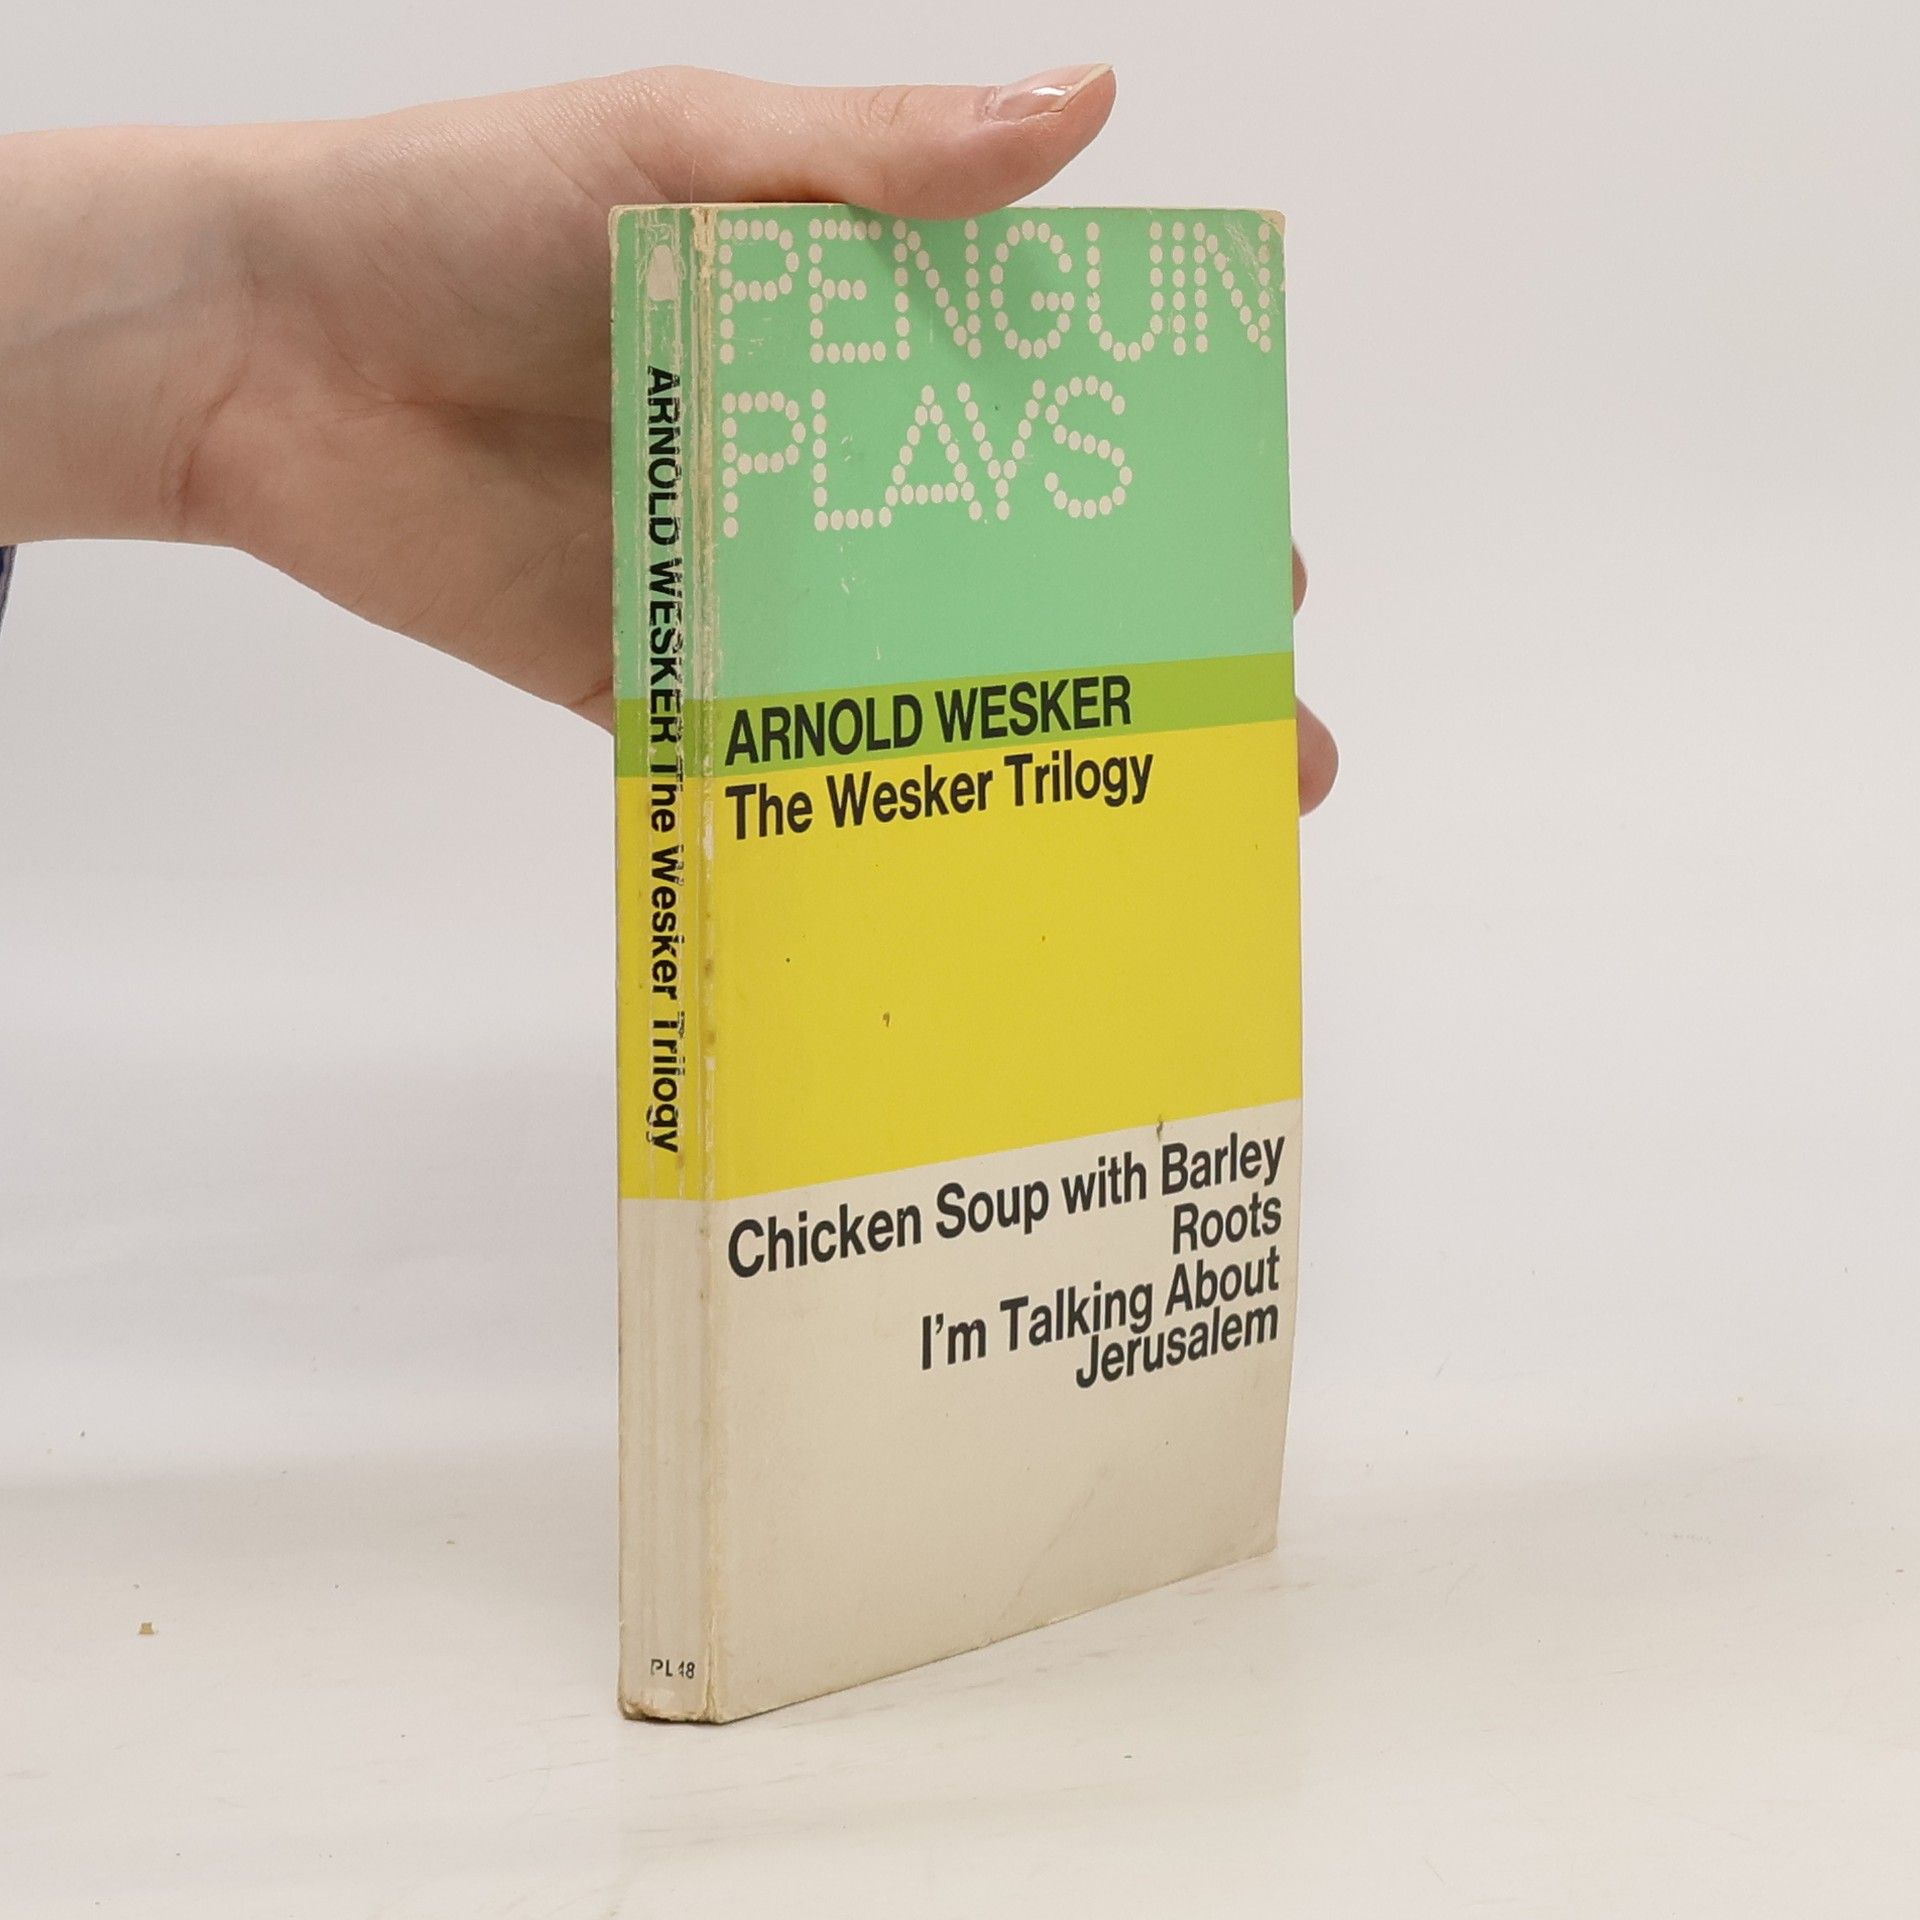 PENGUIN
PLAYS
ARNOLD WESKER
The Wesker Trilogy
Chicken Soup with Barley
Roots
I'm Talking About
Jerusalem
ARNOLD WESKER The Wesker Trilogy
PL48